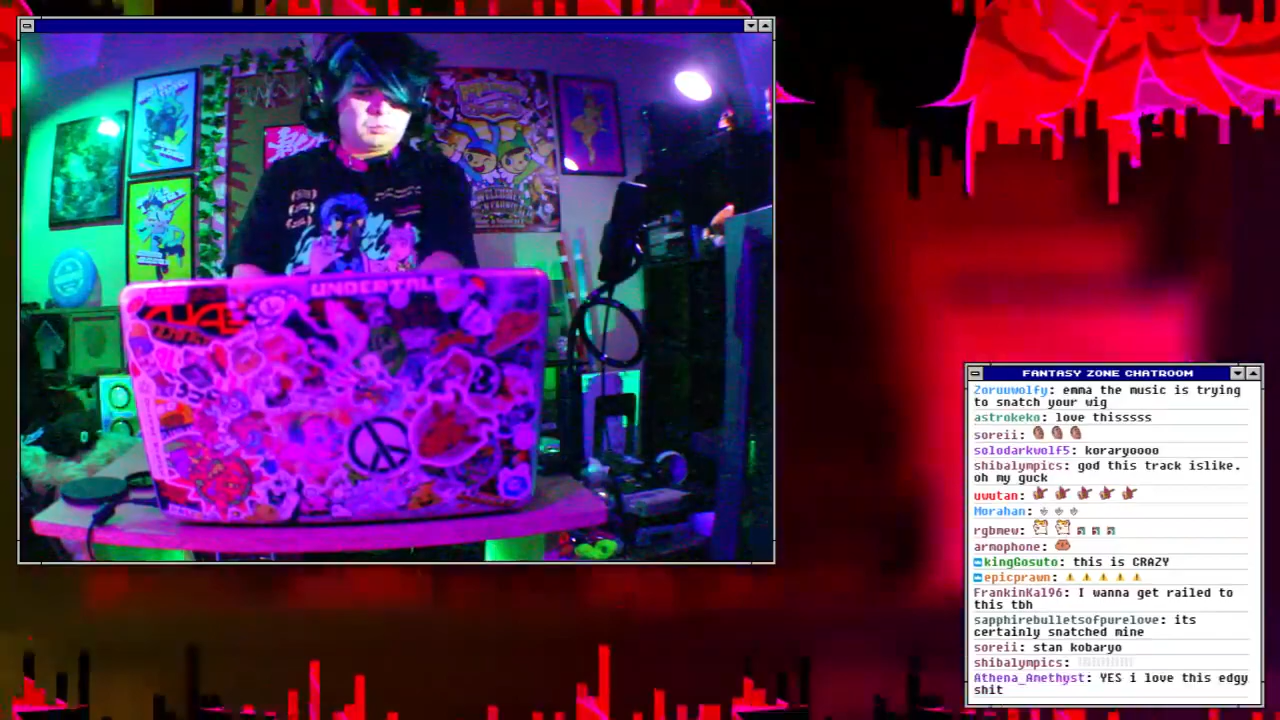 UNDERTALE
FANTASY ZONE CHATROOM
Zoruuwolfy: emma the music is trying
to snatch your wig
astrokeko: love thisssss
soreii:
solodarkwolf5: koraryoooo
shibalympics: god this track islike.
oh my guck
uwutan:
Morahan:
rgbmew:
armophone:
kingGosuto: this is CRAZY
epicprawn:
FrankinKal96: I wanna get railed to
this tbh
sapphirebulletsofpurelove: its
certainly snatched mine
soreii: stan kobaryo
shibalympics:
Athena_Amethyst: YES i love this edgy
shit